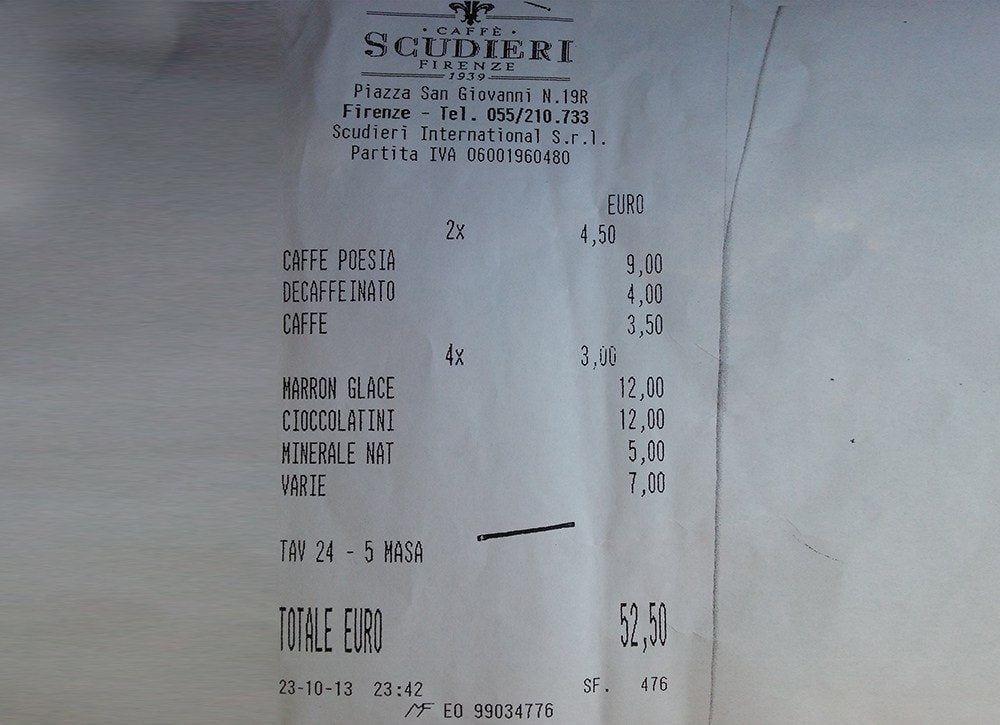 · CAFFÈ ·
SCUDIERI
FIRENZE
1939
Piazza San Giovanni N.19R
Firenze - Tel. 055/210.733
Scudieri International S.r.l.
Partita IVA 06001960480
EURO
2x 4,50
CAFFE POESIA 9,00
DECAFFEINATO 4,00
CAFFE 3,50
4x 3,00
MARRON GLACE 12,00
CIOCCOLATINI 12,00
MINERALE NAT 5,00
VARIE 7,00
TAV 24 - 5 MASA
TOTALE EURO 52,50
23-10-13 23:42 SF. 476
MF EO 99034776